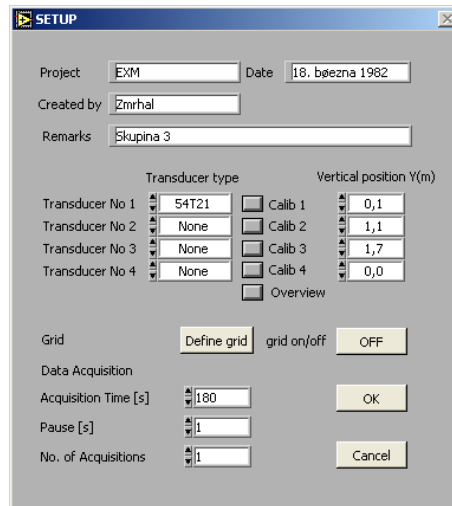 SETUP
Project EXM Date 18. bøezna 1982
Created by Zmrhal
Remarks Skupina 3
Transducer type Vertical position Y(m)
Transducer No 1 54T21 Calib 1 0,1
Transducer No 2 None Calib 2 1,1
Transducer No 3 None Calib 3 1,7
Transducer No 4 None Calib 4 0,0
Overview
Grid Define grid grid on/off OFF
Data Acquisition
Acquisition Time [s] 180 OK
Pause [s] 1
No. of Acquisitions 1 Cancel